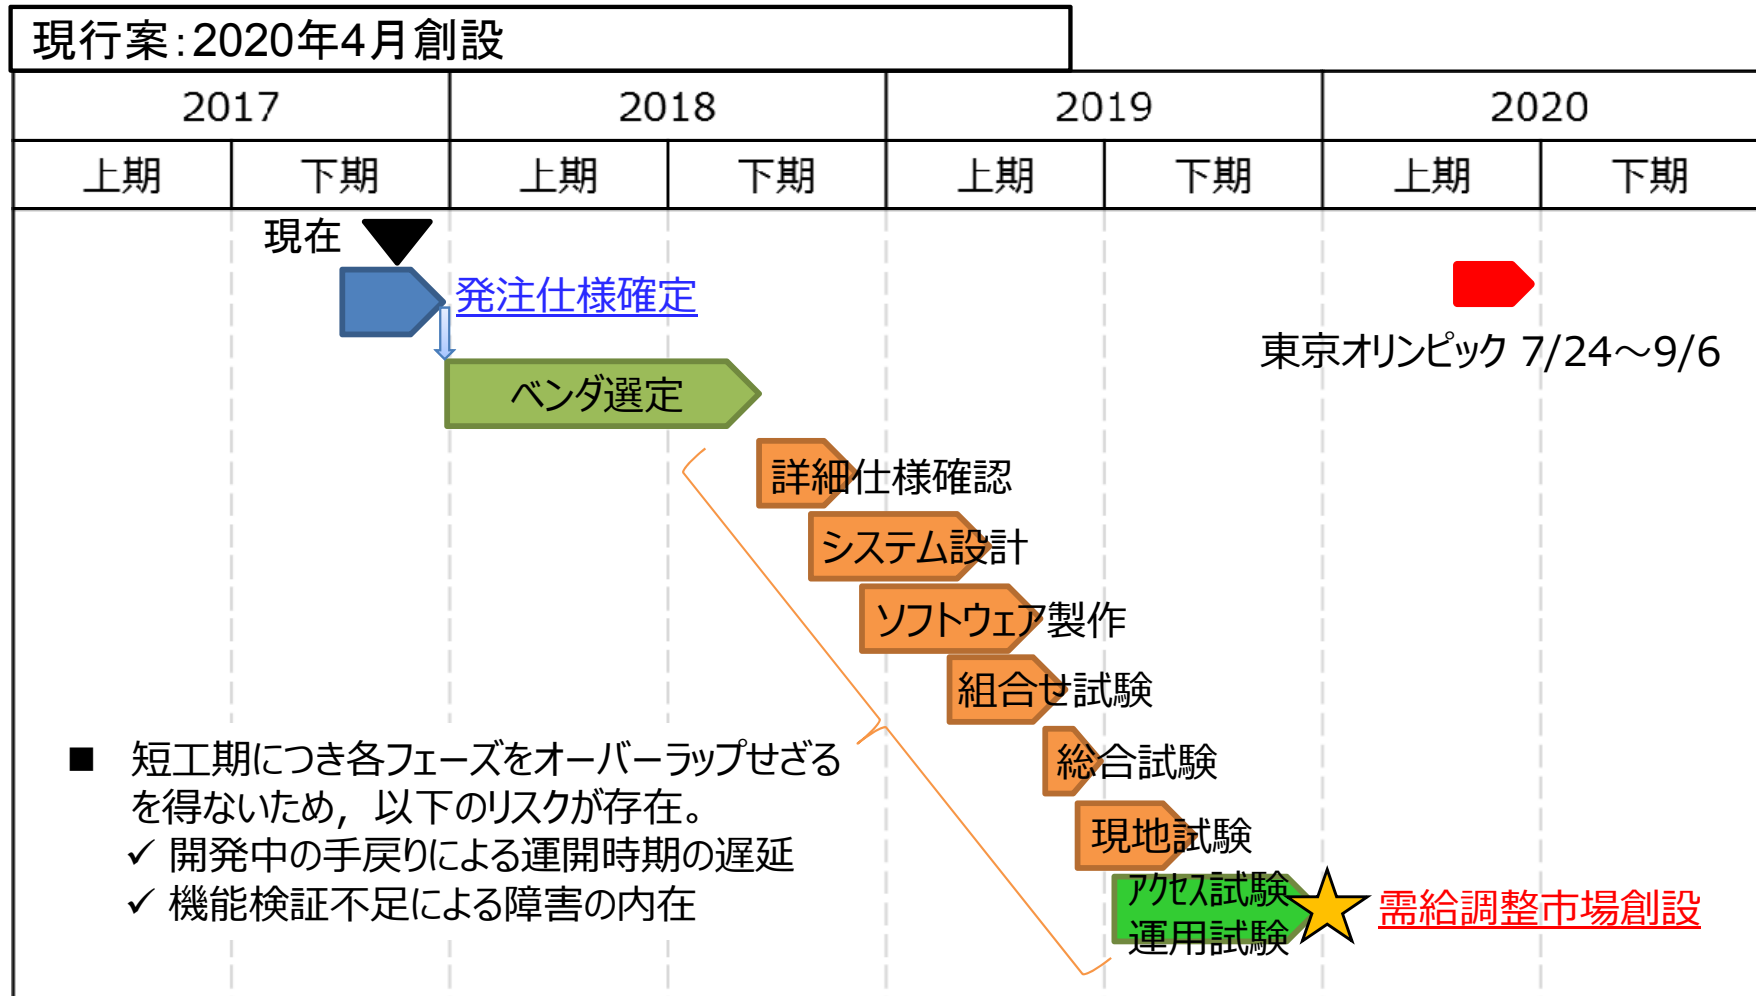 現行案：2020年4月創設
2017 2018 2019 2020
上期 下期 上期 下期 上期 下期 上期 下期
現在
発注仕様確定
東京オリンピック 7/24～9/6
ベンダ選定
詳細仕様確認
システム設計
ソフトウェア製作
組合せ試験
総合試験
現地試験
アクセス試験
運用試験
需給調整市場創設
■ 短工期につき各フェーズをオーバーラップせざる
を得ないため，以下のリスクが存在。
✓ 開発中の手戻りによる運開時期の遅延
✓ 機能検証不足による障害の内在